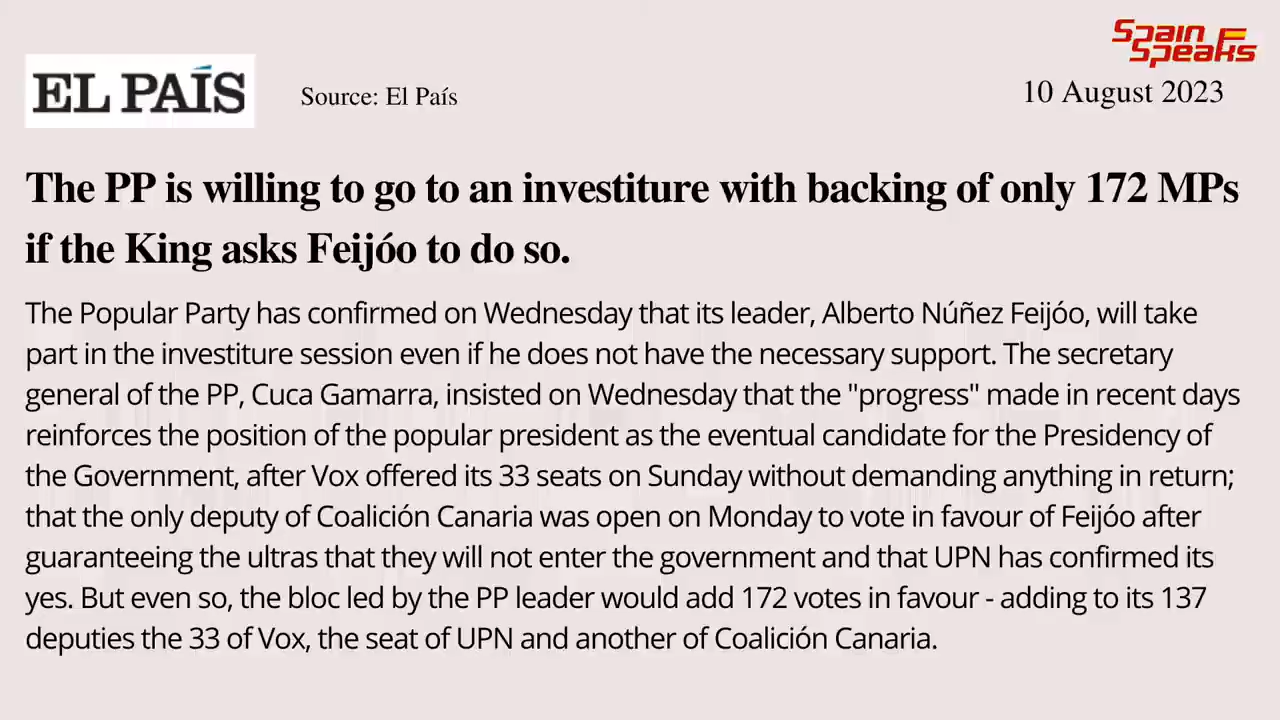 Spain
Speaks
EL PAÍS
Source: El País
10 August 2023
The PP is willing to go to an investiture with backing of only 172 MPs
if the King asks Feijóo to do so.
The Popular Party has confirmed on Wednesday that its leader, Alberto Núñez Feijóo, will take
part in the investiture session even if he does not have the necessary support. The secretary
general of the PP, Cuca Gamarra, insisted on Wednesday that the "progress" made in recent days
reinforces the position of the popular president as the eventual candidate for the Presidency of
the Government, after Vox offered its 33 seats on Sunday without demanding anything in return;
that the only deputy of Coalición Canaria was open on Monday to vote in favour of Feijóo after
guaranteeing the ultras that they will not enter the government and that UPN has confirmed its
yes. But even so, the bloc led by the PP leader would add 172 votes in favour - adding to its 137
deputies the 33 of Vox, the seat of UPN and another of Coalición Canaria.